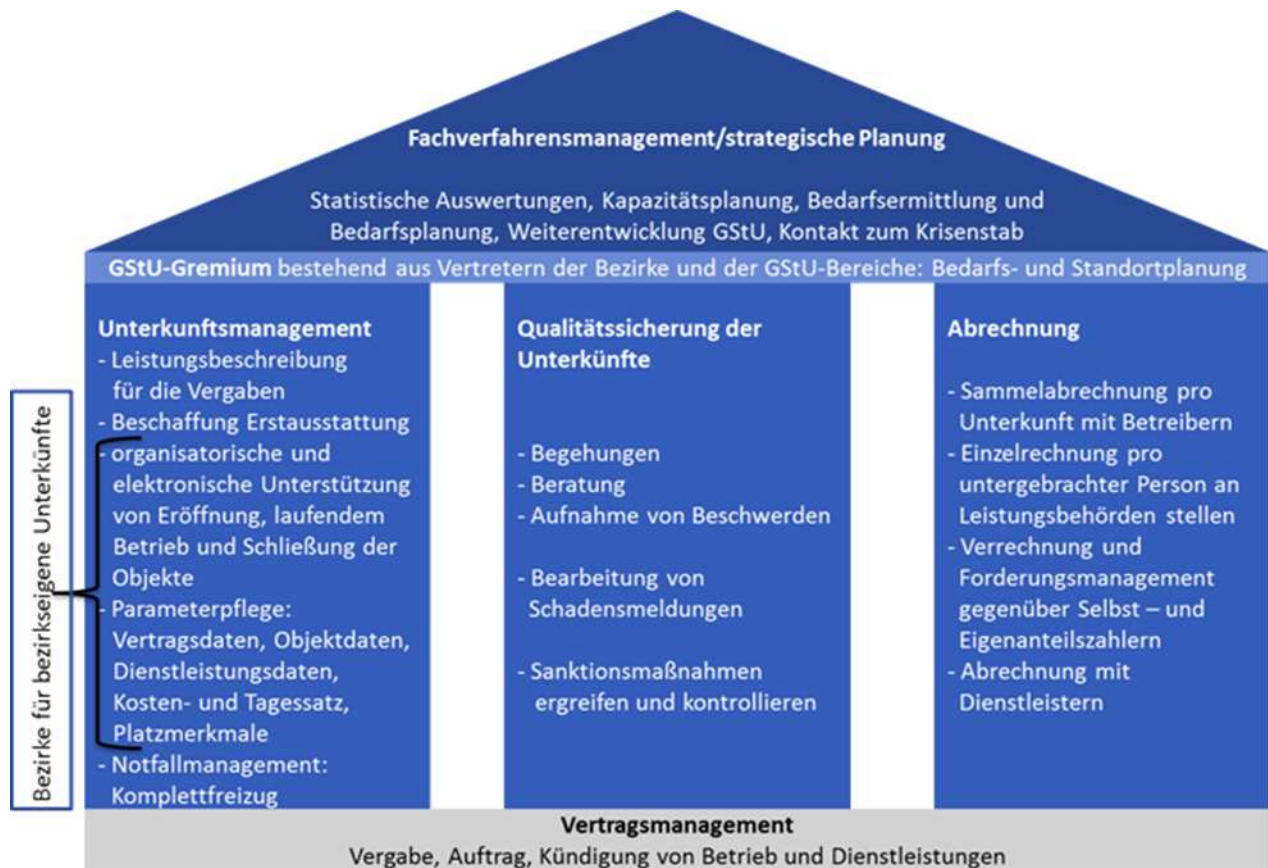 Fachverfahrensmanagement/strategische Planung
Statistische Auswertungen, Kapazitätsplanung, Bedarfsermittlung und
Bedarfsplanung, Weiterentwicklung GStU, Kontakt zum Krisenstab
GStU-Gremium bestehend aus Vertretern der Bezirke und der GStU-Bereiche: Bedarfs- und Standortplanung
Bezirke für bezirkseigene Unterkünfte
Unterkunftsmanagement
- Leistungsbeschreibung
für die Vergaben
- Beschaffung Erstausstattung
- organisatorische und
elektronische Unterstützung
von Eröffnung, laufendem
Betrieb und Schließung der
Objekte
- Parameterpflege:
Vertragsdaten, Objektdaten,
Dienstleistungsdaten,
Kosten- und Tagessatz,
Platzmerkmale
- Notfallmanagement:
Komplettfreizug
Qualitätssicherung der
Unterkünfte
- Begehungen
- Beratung
- Aufnahme von Beschwerden
- Bearbeitung von
Schadensmeldungen
- Sanktionsmaßnahmen
ergreifen und kontrollieren
Abrechnung
- Sammelabrechnung pro
Unterkunft mit Betreibern
- Einzelrechnung pro
untergebrachter Person an
Leistungsbehörden stellen
- Verrechnung und
Forderungsmanagement
gegenüber Selbst – und
Eigenanteilszahlern
- Abrechnung mit
Dienstleistern
Vertragsmanagement
Vergabe, Auftrag, Kündigung von Betrieb und Dienstleistungen